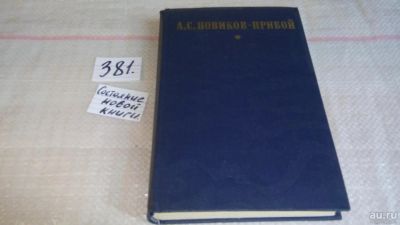 А.С.НОВИКОВ-ПРИБОЙ
381.
Состояние
новой
книги.
au.ru